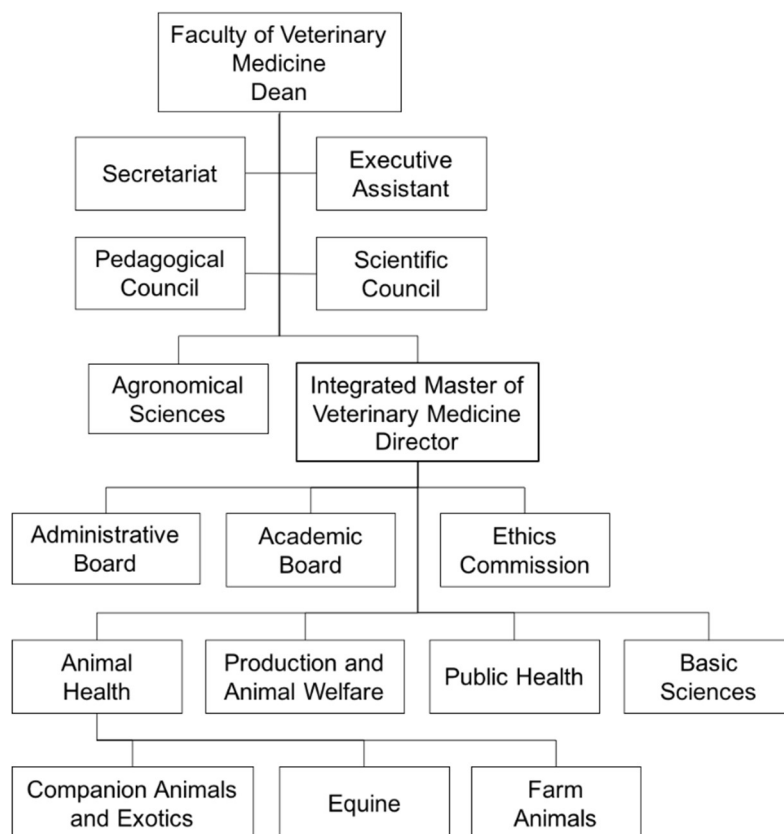 Faculty of Veterinary
Medicine
Dean
Secretariat
Executive
Assistant
Pedagogical
Council
Scientific
Council
Agronomical
Sciences
Integrated Master of
Veterinary Medicine
Director
Administrative
Board
Academic
Board
Ethics
Commission
Animal
Health
Production and
Animal Welfare
Public Health
Basic
Sciences
Companion Animals
and Exotics
Equine
Farm
Animals